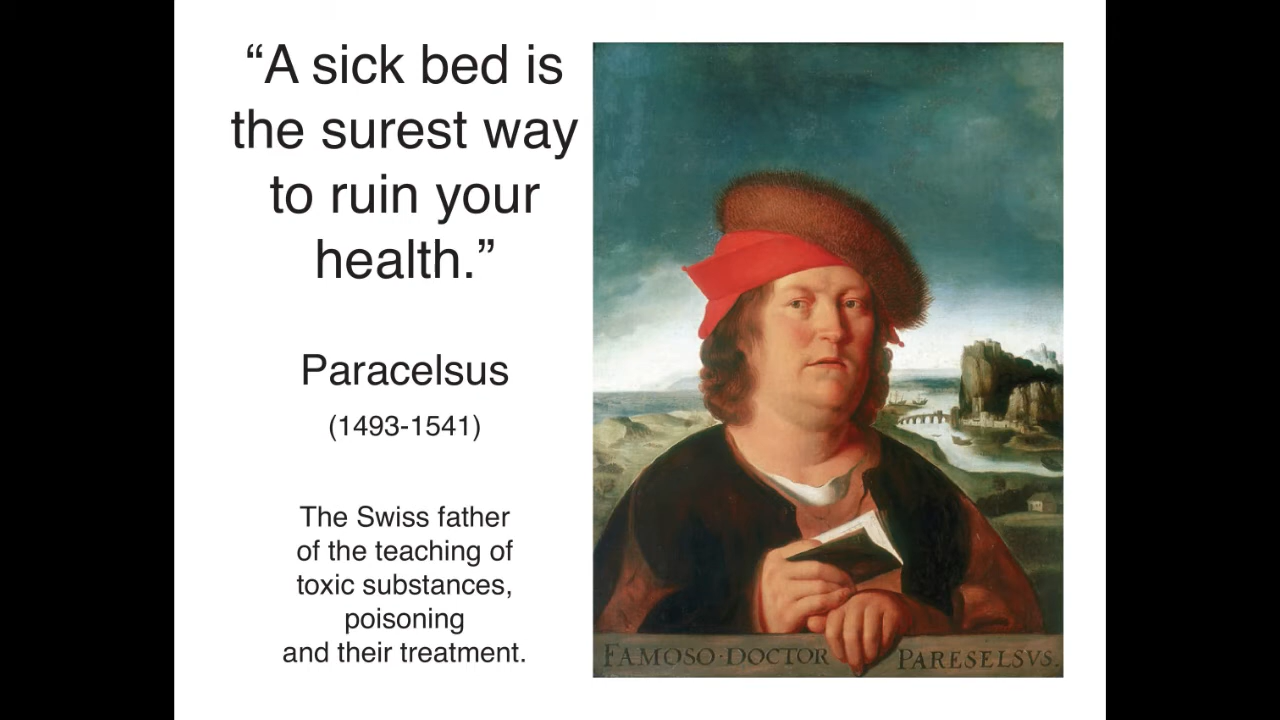 “A sick bed is
the surest way
to ruin your
health.”
Paracelsus
(1493-1541)
The Swiss father
of the teaching of
toxic substances,
poisoning
and their treatment.
FAMOSO·DOCTOR PARESELSVS.